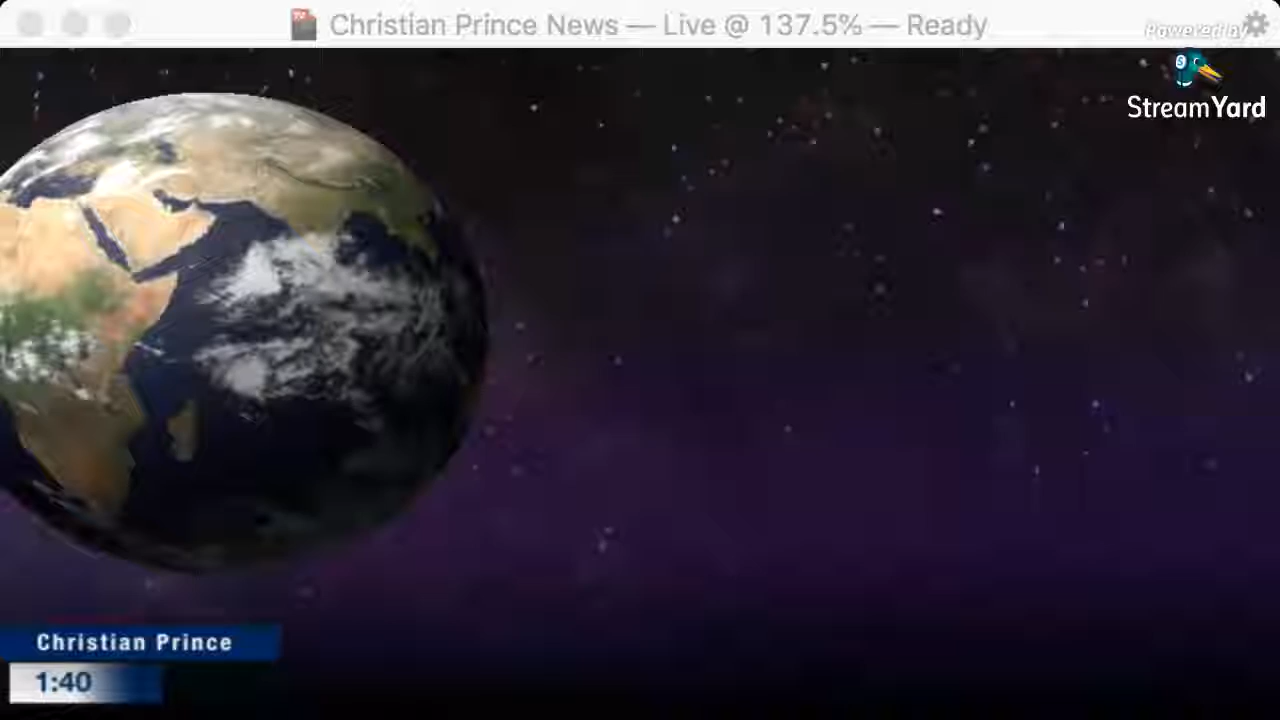 Christian Prince News — Live @ 137.5% — Ready
Powered by
StreamYard
Christian Prince
1:40